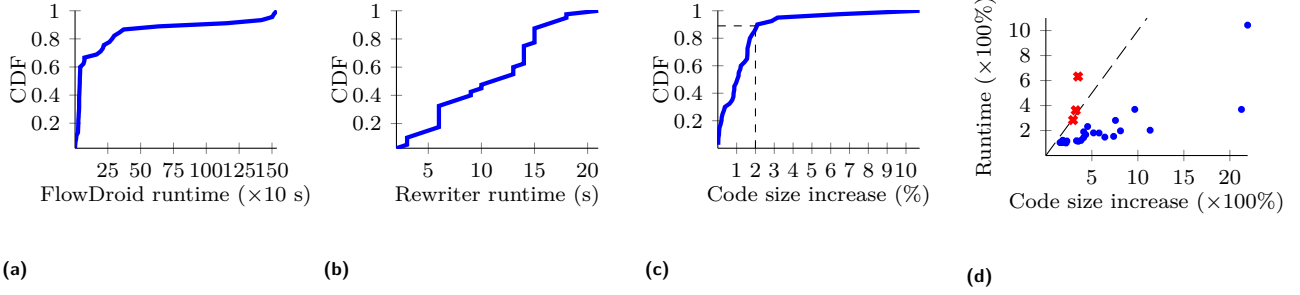 CDF
1
0.8
0.6
0.4
0.2
25 50 75 100 125 150
FlowDroid runtime (×10 s)
(a)
CDF
1
0.8
0.6
0.4
0.2
5 10 15 20
Rewriter runtime (s)
(b)
CDF
1
0.8
0.6
0.4
0.2
1 2 3 4 5 6 7 8 9 10
Code size increase (%)
(c)
Runtime (×100%)
10
8
6
4
2
5 10 15 20
Code size increase (×100%)
(d)